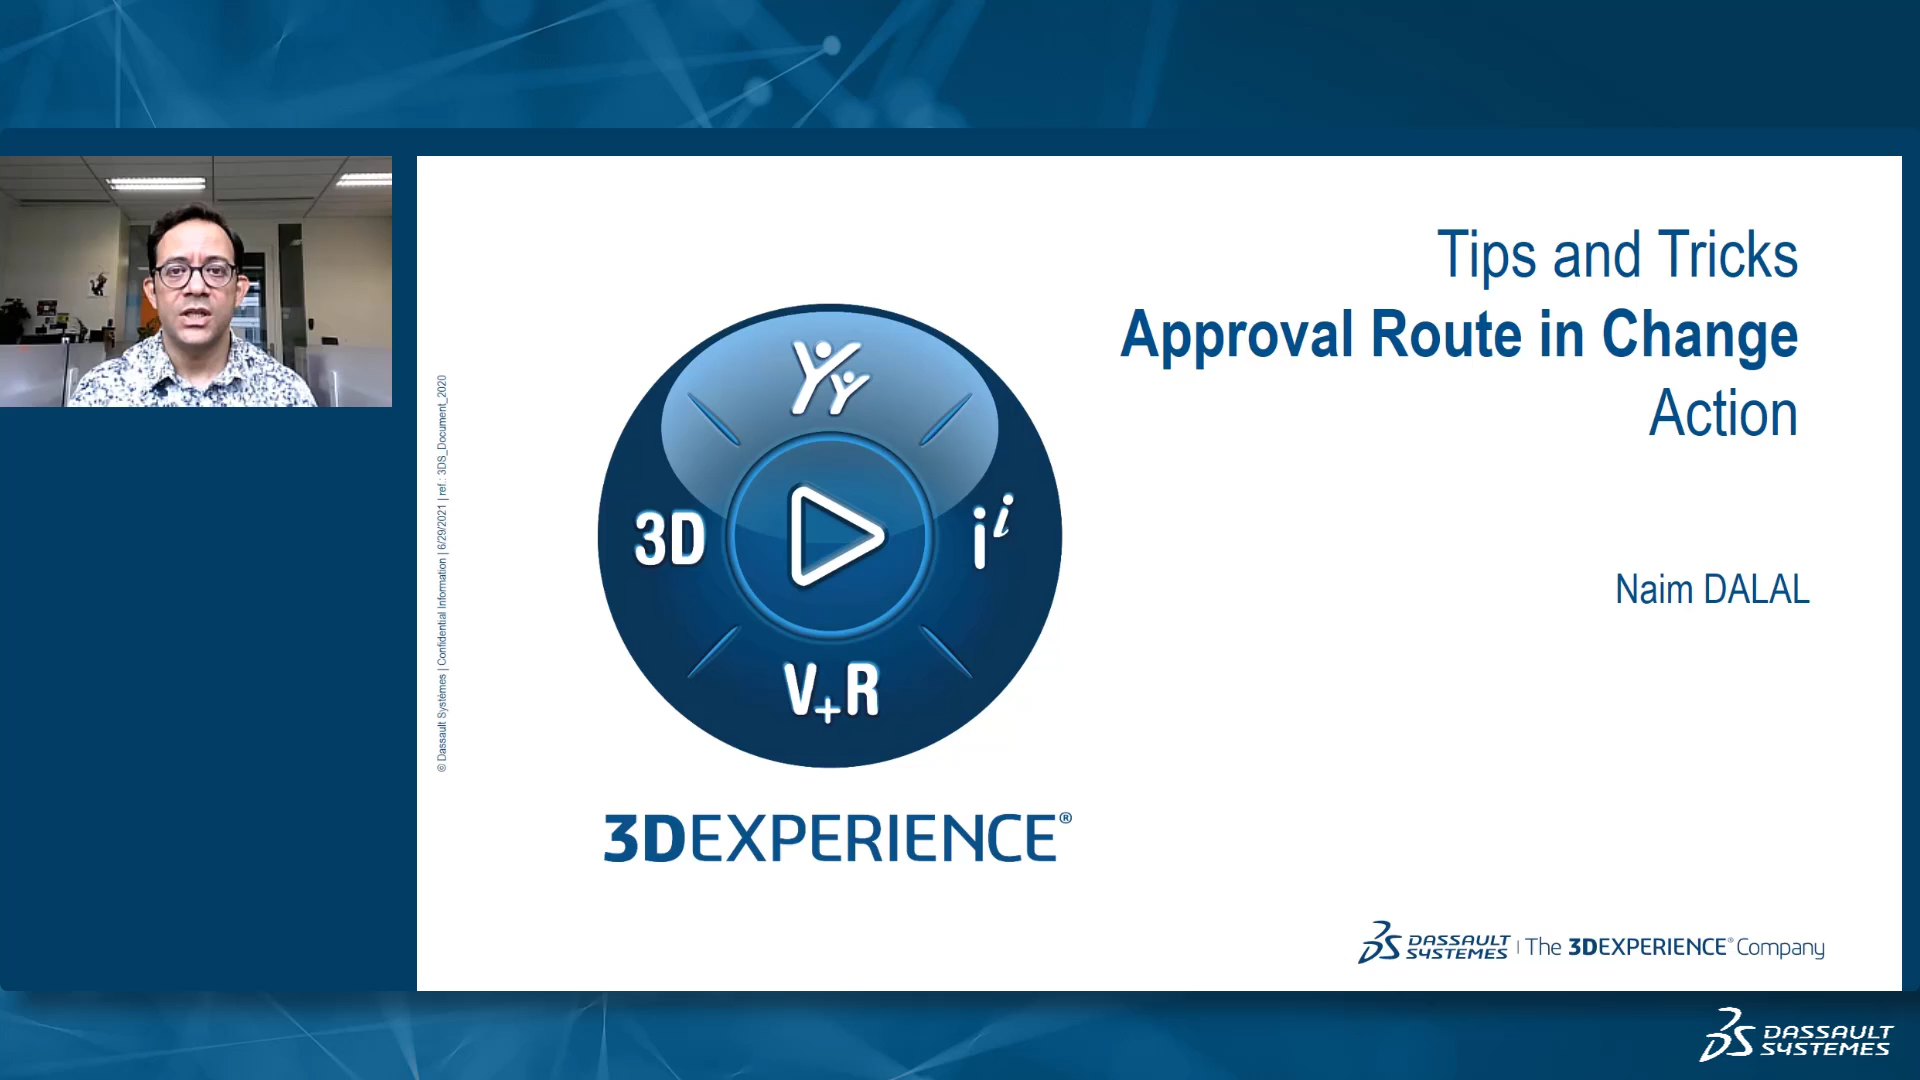 Tips and Tricks
Approval Route in Change
Action
Naim DALAL
© Dassault Systèmes | Confidential Information | 6/29/2021 | ref.: 3DS_Document_2020
3D
i i
V+R
3DEXPERIENCE®
DASSAULT
SYSTEMES | The 3DEXPERIENCE® Company
DASSAULT
SYSTEMES